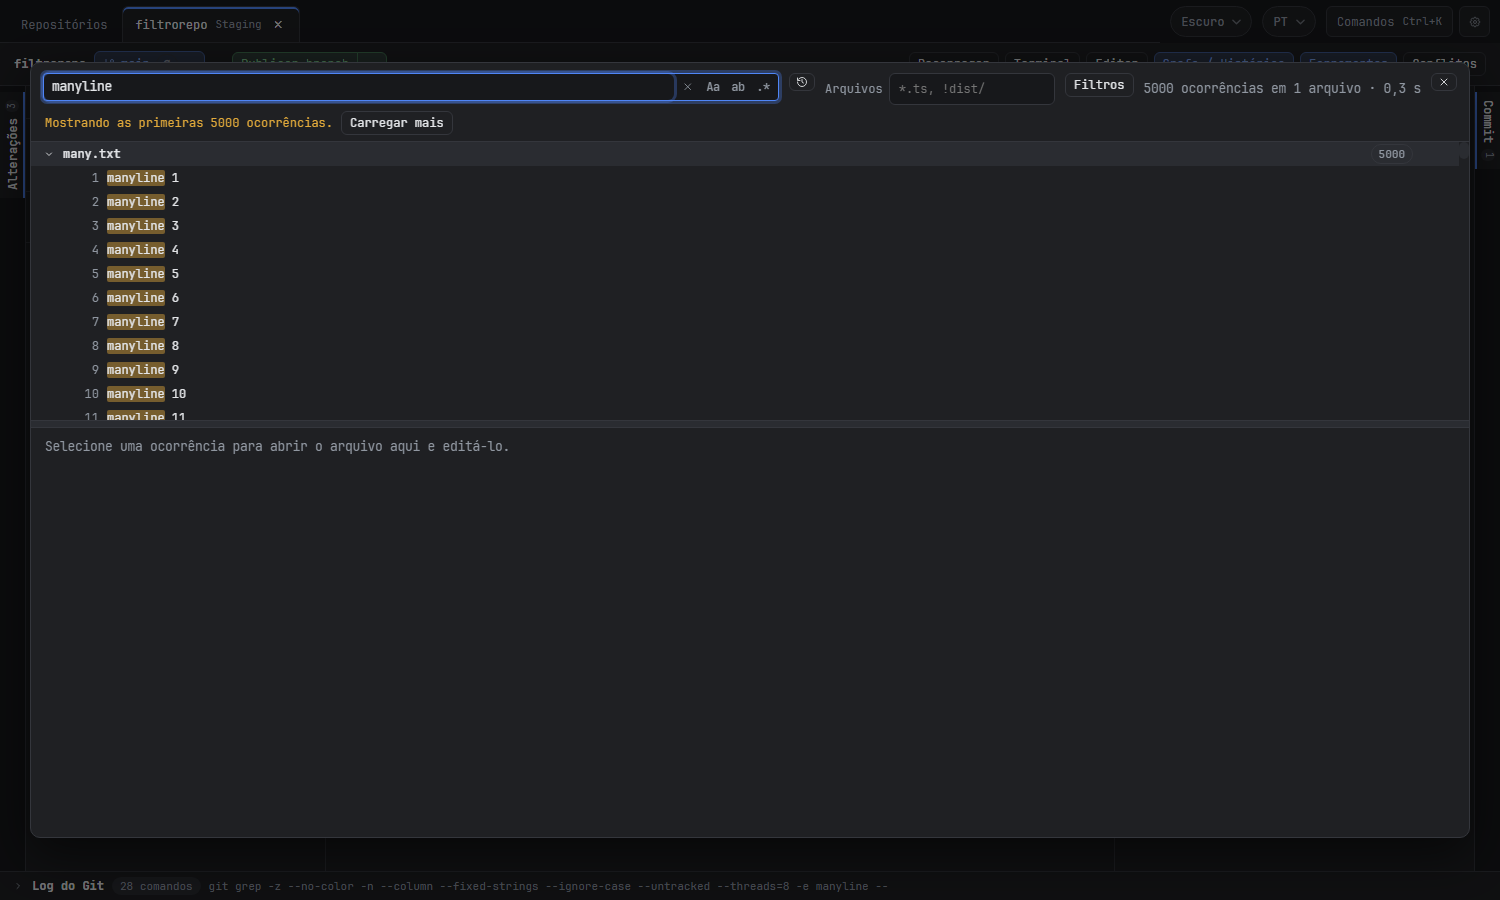 Repositórios filtrorepo Staging × Escuro PT Comandos Ctrl+K
manyline × Aa ab .* Arquivos *.ts, !dist/ Filtros 5000 ocorrências em 1 arquivo · 0,3 s ×
Mostrando as primeiras 5000 ocorrências. Carregar mais
Alterações 3
Commit 1
many.txt 5000
1 manyline 1
2 manyline 2
3 manyline 3
4 manyline 4
5 manyline 5
6 manyline 6
7 manyline 7
8 manyline 8
9 manyline 9
10 manyline 10
11 manyline 11
Selecione uma ocorrência para abrir o arquivo aqui e editá-lo.
Log do Git 28 comandos git grep -z --no-color -n --column --fixed-strings --ignore-case --untracked --threads=8 -e manyline --